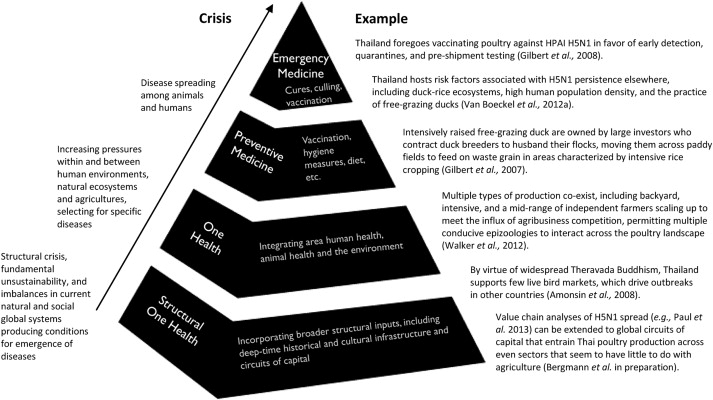 Crisis
Example
Disease spreading
among animals
and humans
Increasing pressures
within and between
human environments,
natural ecosystems
and agricultures,
selecting for specific
diseases
Structural crisis,
fundamental
unsustainability, and
imbalances in current
natural and social
global systems
producing conditions
for emergence of
diseases
Emergency
Medicine
Cures, culling,
vaccination
Preventive
Medicine
Vaccination,
hygiene
measures, diet,
etc.
One
Health
Integrating area human health,
animal health and the environment
Structural
One Health
Incorporating broader structural inputs, including
deep-time historical and cultural infrastructure and
circuits of capital
Thailand foregoes vaccinating poultry against HPAI H5N1 in favor of early detection,
quarantines, and pre-shipment testing (Gilbert et al., 2008).
Thailand hosts risk factors associated with H5N1 persistence elsewhere,
including duck-rice ecosystems, high human population density, and the practice
of free-grazing ducks (Van Boeckel et al., 2012a).
Intensively raised free-grazing duck are owned by large investors who
contract duck breeders to husband their flocks, moving them across paddy
fields to feed on waste grain in areas characterized by intensive rice
cropping (Gilbert et al., 2007).
Multiple types of production co-exist, including backyard,
intensive, and a mid-range of independent farmers scaling up to
meet the influx of agribusiness competition, permitting multiple
conducive epizoologies to interact across the poultry landscape
(Walker et al., 2012).
By virtue of widespread Theravada Buddhism, Thailand
supports few live bird markets, which drive outbreaks
in other countries (Amonsin et al., 2008).
Value chain analyses of H5N1 spread (e.g., Paul et
al. 2013) can be extended to global circuits of
capital that entrain Thai poultry production across
even sectors that seem to have little to do with
agriculture (Bergmann et al. in preparation).